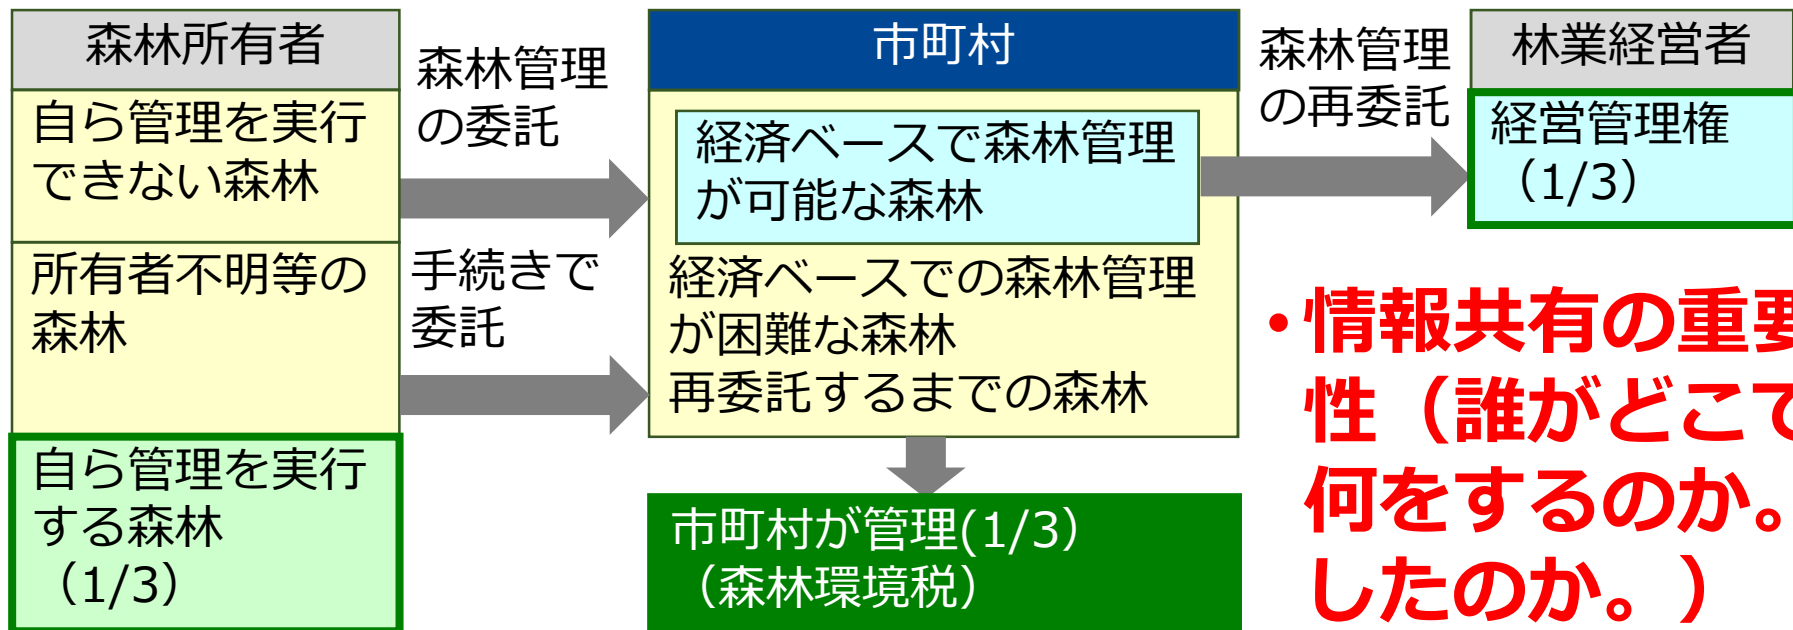 森林所有者
自ら管理を実行
できない森林
所有者不明等の
森林
自ら管理を実行
する森林
（1/3）
森林管理
の委託
手続きで
委託
市町村
経済ベースで森林管理
が可能な森林
経済ベースでの森林管理
が困難な森林
再委託するまでの森林
市町村が管理(1/3）
（森林環境税）
森林管理
の再委託
林業経営者
経営管理権
（1/3）
・情報共有の重要
性（誰がどこで
何をするのか。
したのか。）